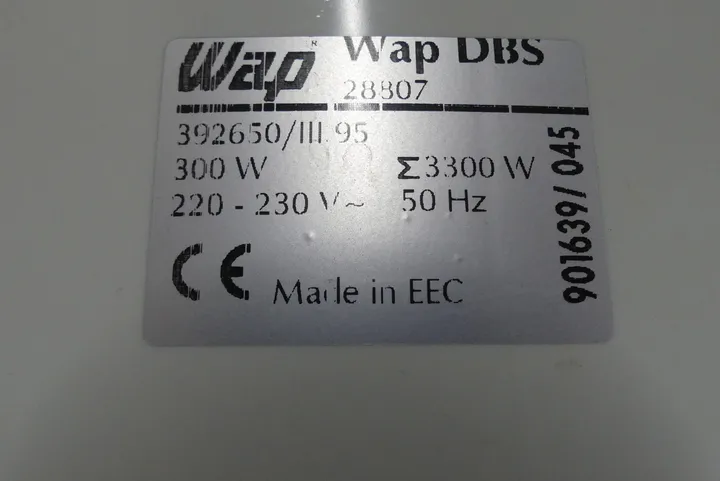 Wap® Wap DBS
28807
392650/III.95
300 W Σ3300 W
220 - 230 V~ 50 Hz
CE Made in EEC
901639/045